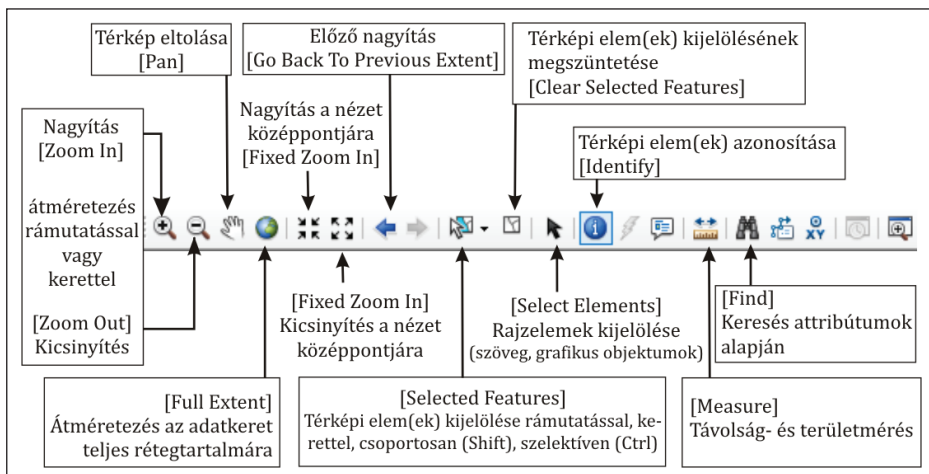 Térkép eltolása
[Pan]
Előző nagyítás
[Go Back To Previous Extent]
Térképi elem(ek) kijelölésének
megszüntetése
[Clear Selected Features]
Nagyítás
[Zoom In]
átméretezés
rámutatással
vagy
kerettel
[Zoom Out]
Kicsinyítés
Nagyítás a nézet
középpontjára
[Fixed Zoom In]
Térképi elem(ek) azonosítása
[Identify]
XY
[Fixed Zoom In]
Kicsinyítés a nézet
középpontjára
[Select Elements]
Rajzelemek kijelölése
(szöveg, grafikus objektumok)
[Find]
Keresés attribútumok
alapján
[Full Extent]
Átméretezés az adatkeret
teljes rétegtartalmára
[Selected Features]
Térképi elem(ek) kijelölése rámutatással, ke-
rettel, csoportosan (Shift), szelektíven (Ctrl)
[Measure]
Távolság- és területmérés